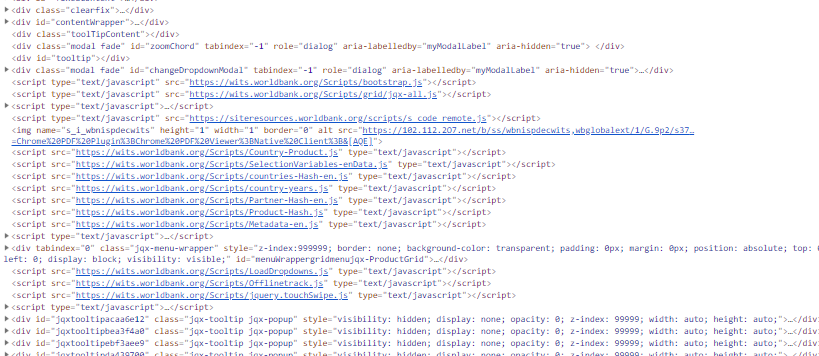 <div class="clearfix">…</div>
<div id="contentWrapper">…</div>
<div class="toolTipContent"></div>
<div class="modal fade" id="zoomChord" tabindex="-1" role="dialog" aria-labelledby="myModalLabel" aria-hidden="true"> </div>
<div id="tooltip"></div>
<div class="modal fade" id="changeDropdownModal" tabindex="-1" role="dialog" aria-labelledby="myModalLabel" aria-hidden="true">…</div>
<script type="text/javascript" src="https://wits.worldbank.org/Scripts/bootstrap.js"></script>
<script type="text/javascript" src="https://wits.worldbank.org/Scripts/grid/jqx-all.js"></script>
<script type="text/javascript">…</script>
<script type="text/javascript" src="https://siteresources.worldbank.org/scripts/s_code_remote.js"></script>
<img name="s_i_wbnispdecwits" height="1" width="1" border="0" alt src="https://102.112.2O7.net/b/ss/wbnispdecwits,wbglobalext/1/G.9p2/s37…
=Chrome%20PDF%20Plugin%3BChrome%20PDF%20Viewer%3BNative%20Client%3B&[AQE]">
<script src="https://wits.worldbank.org/Scripts/Country-Product.js" type="text/javascript"></script>
<script src="https://wits.worldbank.org/Scripts/SelectionVariables-enData.js" type="text/javascript"></script>
<script src="https://wits.worldbank.org/Scripts/countries-Hash-en.js" type="text/javascript"></script>
<script src="https://wits.worldbank.org/Scripts/country-years.js" type="text/javascript"></script>
<script src="https://wits.worldbank.org/Scripts/Partner-Hash-en.js" type="text/javascript"></script>
<script src="https://wits.worldbank.org/Scripts/Product-Hash.js" type="text/javascript"></script>
<script src="https://wits.worldbank.org/Scripts/Metadata-en.js" type="text/javascript"></script>
<script type="text/javascript">…</script>
<div tabindex="0" class="jqx-menu-wrapper" style="z-index:999999; border: none; background-color: transparent; padding: 0px; margin: 0px; position: absolute; top:
left: 0; display: block; visibility: visible;" id="menuWrappergridmenujqx-ProductGrid">…</div>
<script src="https://wits.worldbank.org/Scripts/LoadDropdowns.js" type="text/javascript"></script>
<script src="https://wits.worldbank.org/Scripts/Offlinetrack.js" type="text/javascript"></script>
<script src="https://wits.worldbank.org/Scripts/jquery.touchSwipe.js" type="text/javascript"></script>
<script type="text/javascript">…</script>
<div id="jqxtooltipacaa6e12" class="jqx-tooltip jqx-popup" style="visibility: hidden; display: none; opacity: 0; z-index: 99999; width: auto; height: auto;">…</div>
<div id="jqxtooltipbea3f4a0" class="jqx-tooltip jqx-popup" style="visibility: hidden; display: none; opacity: 0; z-index: 99999; width: auto; height: auto;">…</div>
<div id="jqxtooltipebf3aee9" class="jqx-tooltip jqx-popup" style="visibility: hidden; display: none; opacity: 0; z-index: 99999; width: auto; height: auto;">…</div>